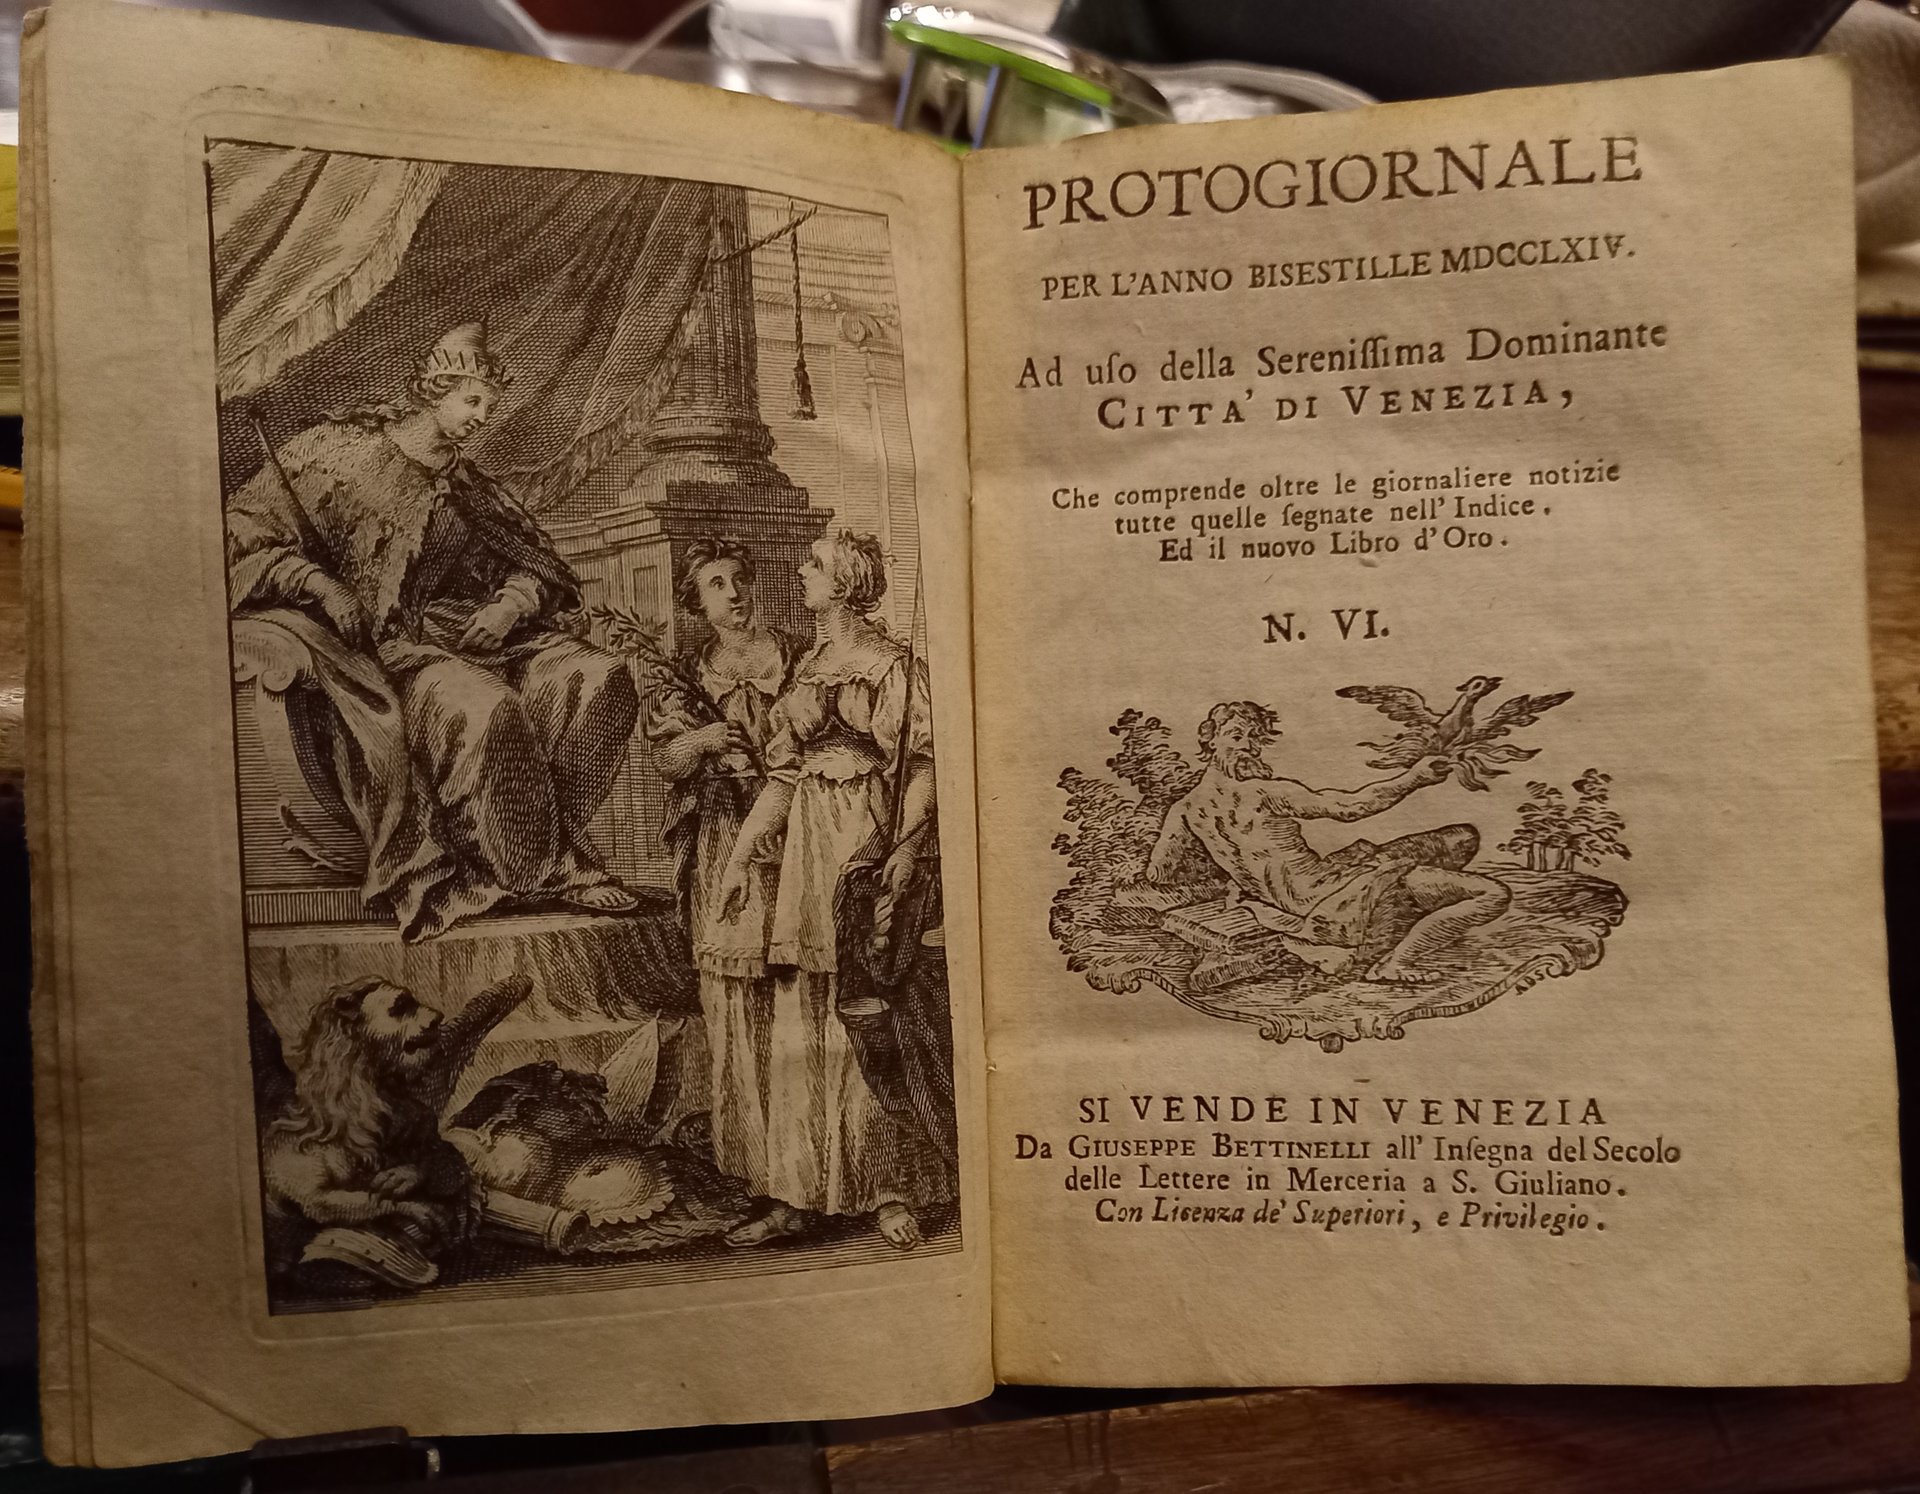 PROTOGIORNALE
PER L'ANNO BISESTILLE MDCCLXIV.
Ad uſo della Sereniſſima Dominante
CITTA' DI VENEZIA,
Che comprende oltre le giornaliere notizie
tutte quelle ſegnate nell' Indice.
Ed il nuovo Libro d'Oro.
N. VI.
SI VENDE IN VENEZIA
Da GIUSEPPE BETTINELLI all' Inſegna del Secolo
delle Lettere in Merceria a S. Giuliano.
Con Licenza de' Superiori, e Privilegio.